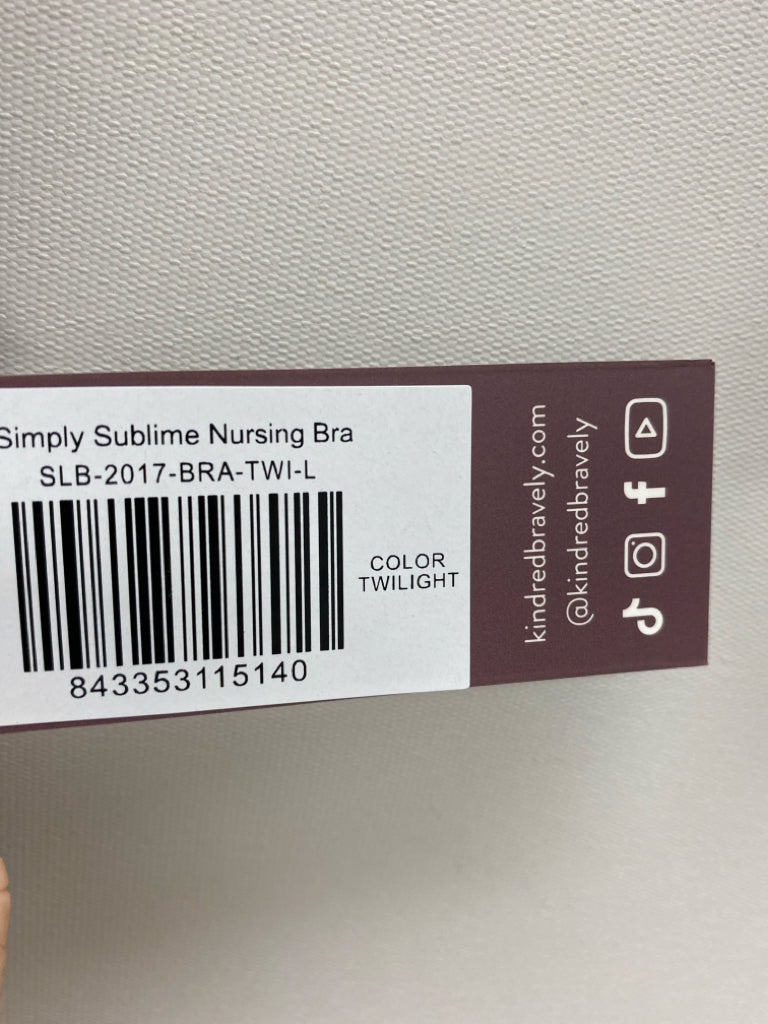 Simply Sublime Nursing Bra
SLB-2017-BRA-TWI-L
COLOR
TWILIGHT
843353115140
kindredbravely.com
@kindredbravely